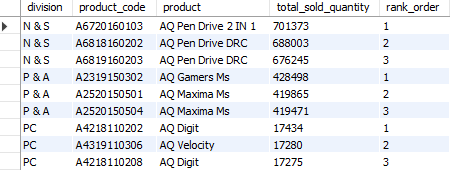 division product_code product total_sold_quantity rank_order
N & S A6720160103 AQ Pen Drive 2 IN 1 701373 1
N & S A6818160202 AQ Pen Drive DRC 688003 2
N & S A6819160203 AQ Pen Drive DRC 676245 3
P & A A2319150302 AQ Gamers Ms 428498 1
P & A A2520150501 AQ Maxima Ms 419865 2
P & A A2520150504 AQ Maxima Ms 419471 3
PC A4218110202 AQ Digit 17434 1
PC A4319110306 AQ Velocity 17280 2
PC A4218110208 AQ Digit 17275 3